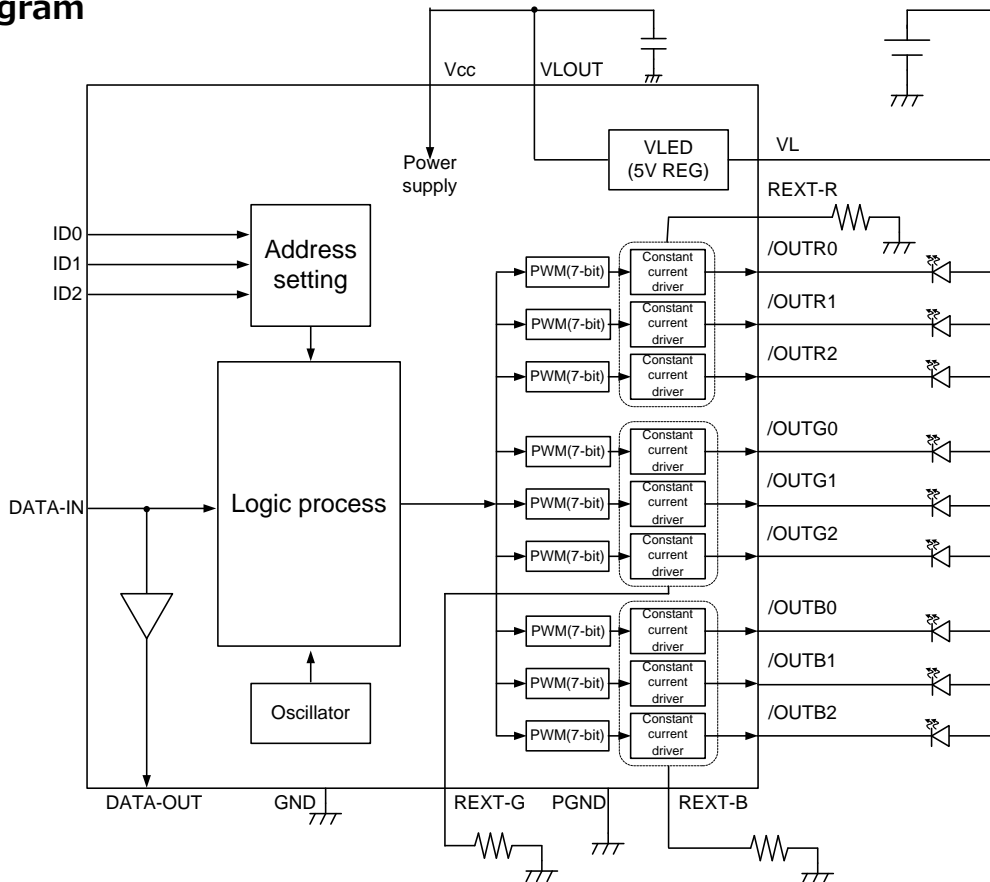 gram
Vcc
VLOUT
Power
supply
VLED
(5V REG)
VL
REXT-R
ID0
ID1
ID2
Address
setting
/OUTR0
PWM(7-bit)
Constant
current
driver
/OUTR1
PWM(7-bit)
Constant
current
driver
/OUTR2
PWM(7-bit)
Constant
current
driver
/OUTG0
PWM(7-bit)
Constant
current
driver
DATA-IN
Logic process
/OUTG1
PWM(7-bit)
Constant
current
driver
/OUTG2
PWM(7-bit)
Constant
current
driver
/OUTB0
PWM(7-bit)
Constant
current
driver
/OUTB1
PWM(7-bit)
Constant
current
driver
Oscillator
/OUTB2
PWM(7-bit)
Constant
current
driver
DATA-OUT
GND
REXT-G
PGND
REXT-B